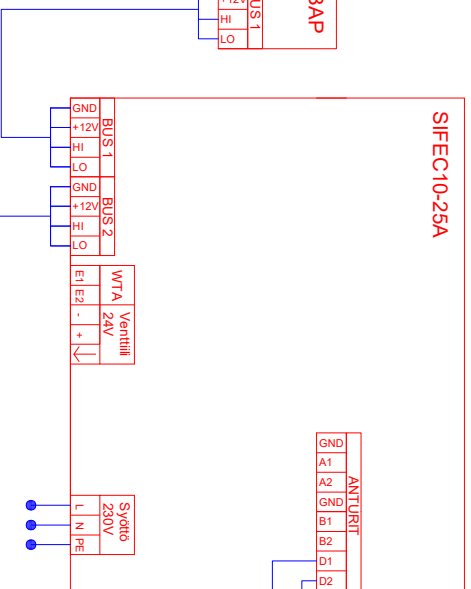 +12V
HI
LO
BUS 1
BAP
SIFEC10-25A
GND
+12V
HI
LO
BUS 1
GND
+12V
HI
LO
BUS 2
E1
E2
WTA
-
+
Venttiili
24V
L
N
PE
Syöttö
230V
GND
A1
A2
GND
B1
B2
D1
D2
ANTURIT